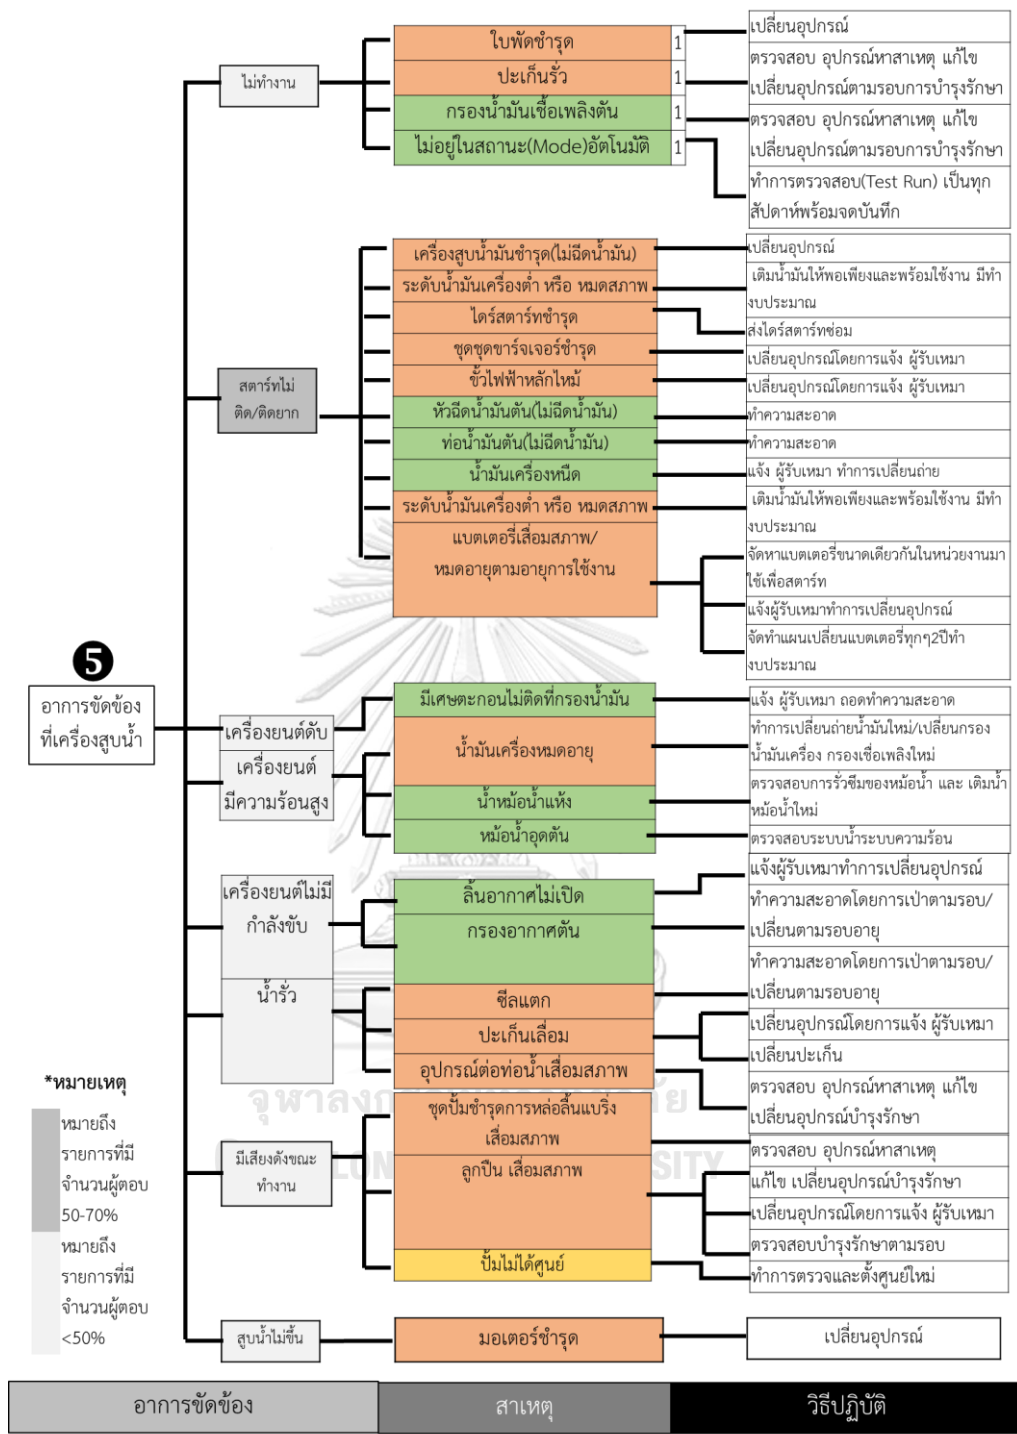 ไม่ทำงาน
ใบพัดชำรุด 1
ปะเก็นรั่ว 1
กรองน้ำมันเชื้อเพลิงตัน 1
ไม่อยู่ในสถานะ(Mode)อัตโนมัติ 1
เปลี่ยนอุปกรณ์
ตรวจสอบ อุปกรณ์หาสาเหตุ แก้ไข
เปลี่ยนอุปกรณ์ตามรอบการบำรุงรักษา
ตรวจสอบ อุปกรณ์หาสาเหตุ แก้ไข
เปลี่ยนอุปกรณ์ตามรอบการบำรุงรักษา
ทำการตรวจสอบ(Test Run) เป็นทุก
สัปดาห์พร้อมจดบันทึก
สตาร์ทไม่
ติด/ติดยาก
เครื่องสูบน้ำมันชำรุด(ไม่ฉีดน้ำมัน)
ระดับน้ำมันเครื่องต่ำ หรือ หมดสภาพ
ไดร์สตาร์ทชำรุด
ชุดชุดขาร์จเจอร์ชำรุด
ขั้วไฟฟ้าหลักไหม้
หัวฉีดน้ำมันตัน(ไม่ฉีดน้ำมัน)
ท่อน้ำมันตัน(ไม่ฉีดน้ำมัน)
น้ำมันเครื่องหนืด
ระดับน้ำมันเครื่องต่ำ หรือ หมดสภาพ
แบตเตอรี่เสื่อมสภาพ/
หมดอายุตามอายุการใช้งาน
เปลี่ยนอุปกรณ์
เติมน้ำมันให้พอเพียงและพร้อมใช้งาน มีทำ
งบประมาณ
ส่งไดร์สตาร์ทซ่อม
เปลี่ยนอุปกรณ์โดยการแจ้ง ผู้รับเหมา
เปลี่ยนอุปกรณ์โดยการแจ้ง ผู้รับเหมา
ทำความสะอาด
ทำความสะอาด
แจ้ง ผู้รับเหมา ทำการเปลี่ยนถ่าย
เติมน้ำมันให้พอเพียงและพร้อมใช้งาน มีทำ
งบประมาณ
จัดหาแบตเตอรี่ขนาดเดียวกันในหน่วยงานมา
ใช้เพื่อสตาร์ท
แจ้งผู้รับเหมาทำการเปลี่ยนอุปกรณ์
จัดทำแผนเปลี่ยนแบตเตอรี่ทุกๆ2ปีทำ
งบประมาณ
5
อาการขัดข้อง
ที่เครื่องสูบน้ำ
เครื่องยนต์ดับ
เครื่องยนต์
มีความร้อนสูง
มีเศษตะกอนไม่ติดที่กรองน้ำมัน
น้ำมันเครื่องหมดอายุ
น้ำหม้อน้ำแห้ง
หม้อน้ำอุดตัน
แจ้ง ผู้รับเหมา ถอดทำความสะอาด
ทำการเปลี่ยนถ่ายน้ำมันใหม่/เปลี่ยนกรอง
น้ำมันเครื่อง กรองเชื่อเพลิงใหม่
ตรวจสอบการรั่วซึมของหม้อน้ำ และ เติมน้ำ
หม้อน้ำใหม่
ตรวจสอบระบบน้ำระบบความร้อน
เครื่องยนต์ไม่มี
กำลังขับ
น้ำรั่ว
ลิ้นอากาศไม่เปิด
กรองอากาศตัน
ซีลแตก
ปะเก็นเลื่อม
อุปกรณ์ต่อท่อน้ำเสื่อมสภาพ
แจ้งผู้รับเหมาทำการเปลี่ยนอุปกรณ์
ทำความสะอาดโดยการเป่าตามรอบ/
เปลี่ยนตามรอบอายุ
ทำความสะอาดโดยการเป่าตามรอบ/
เปลี่ยนตามรอบอายุ
เปลี่ยนอุปกรณ์โดยการแจ้ง ผู้รับเหมา
เปลี่ยนปะเก็น
ตรวจสอบ อุปกรณ์หาสาเหตุ แก้ไข
เปลี่ยนอุปกรณ์บำรุงรักษา
มีเสียงดังขณะ
ทำงาน
ชุดปั้มชำรุดการหล่อลื้นแบริ่ง
เสื่อมสภาพ
ลูกปืน เสื่อมสภาพ
ปั้มไม่ได้ศูนย์
ตรวจสอบ อุปกรณ์หาสาเหตุ
แก้ไข เปลี่ยนอุปกรณ์บำรุงรักษา
เปลี่ยนอุปกรณ์โดยการแจ้ง ผู้รับเหมา
ตรวจสอบบำรุงรักษาตามรอบ
ทำการตรวจและตั้งศูนย์ใหม่
สูบน้ำไม่ขึ้น
มอเตอร์ชำรุด
เปลี่ยนอุปกรณ์
*หมายเหตุ
หมายถึง
รายการที่มี
จำนวนผู้ตอบ
50-70%
หมายถึง
รายการที่มี
จำนวนผู้ตอบ
<50%
อาการขัดข้อง
สาเหตุ
วิธีปฏิบัติ